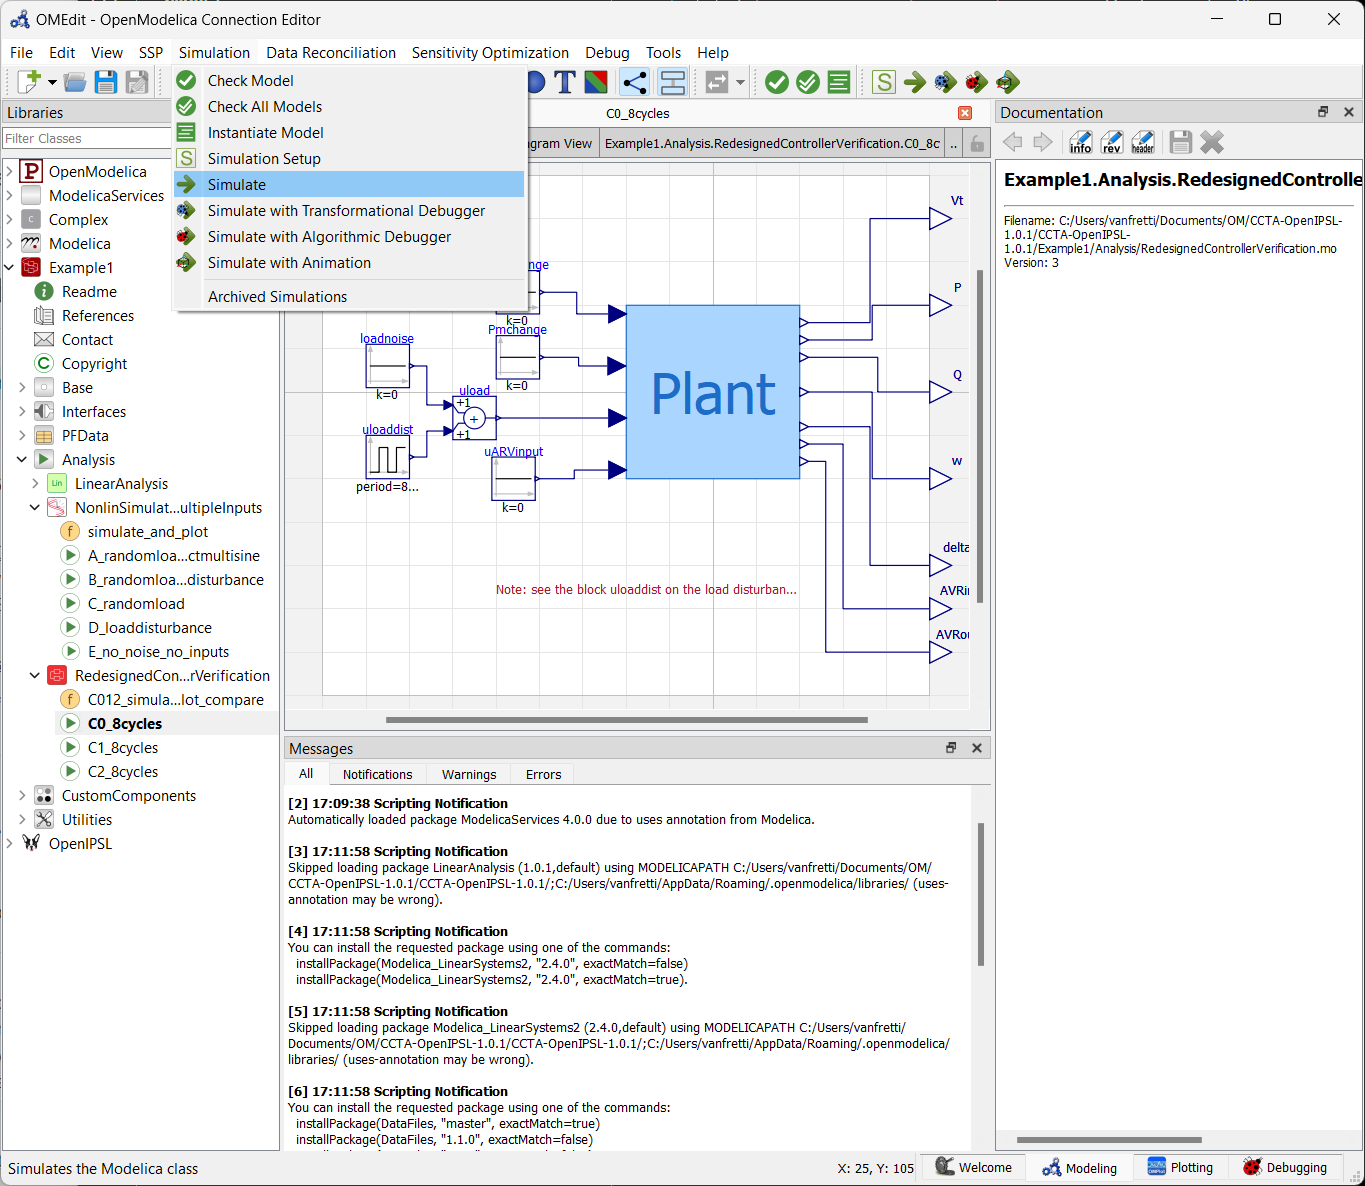 OMEdit - OpenModelica Connection Editor
File Edit View SSP Simulation Data Reconciliation Sensitivity Optimization Debug Tools Help
Check Model
Check All Models
Instantiate Model
Simulation Setup
Simulate
Simulate with Transformational Debugger
Simulate with Algorithmic Debugger
Simulate with Animation
Archived Simulations
T
S
S
Libraries
Filter Classes
P OpenModelica
ModelicaServices
C Complex
Modelica
Example1
i Readme
References
Contact
C Copyright
Base
Interfaces
PFData
Analysis
Lin LinearAnalysis
NonlinSimulat...ultipleInputs
f simulate_and_plot
A_randomloa...ctmultisine
B_randomloa...disturbance
C_randomload
D_loaddisturbance
E_no_noise_no_inputs
RedesignedCon...rVerification
f C012_simula...lot_compare
C0_8cycles
C1_8cycles
C2_8cycles
CustomComponents
Utilities
OpenIPSL
C0_8cycles
gram View
Example1.Analysis.RedesignedControllerVerification.C0_8c
..
nge
k=0
Pmchange
k=0
loadnoise
k=0
uload
+1
+
+1
uloaddist
period=8...
uARVinput
k=0
Plant
Vt
P
Q
w
delta
AVRin
AVRou
Note: see the block uloaddist on the load disturban...
Documentation
info rev header
Example1.Analysis.RedesignedControlle
Filename: C:/Users/vanfretti/Documents/OM/CCTA-OpenIPSL-
1.0.1/CCTA-OpenIPSL-
1.0.1/Example1/Analysis/RedesignedControllerVerification.mo
Version: 3
Messages
All Notifications Warnings Errors
[2] 17:09:38 Scripting Notification
Automatically loaded package ModelicaServices 4.0.0 due to uses annotation from Modelica.
[3] 17:11:58 Scripting Notification
Skipped loading package LinearAnalysis (1.0.1,default) using MODELICAPATH C:/Users/vanfretti/Documents/OM/
CCTA-OpenIPSL-1.0.1/CCTA-OpenIPSL-1.0.1/;C:/Users/vanfretti/AppData/Roaming/.openmodelica/libraries/ (uses-
annotation may be wrong).
[4] 17:11:58 Scripting Notification
You can install the requested package using one of the commands:
installPackage(Modelica_LinearSystems2, "2.4.0", exactMatch=false)
installPackage(Modelica_LinearSystems2, "2.4.0", exactMatch=true).
[5] 17:11:58 Scripting Notification
Skipped loading package Modelica_LinearSystems2 (2.4.0,default) using MODELICAPATH C:/Users/vanfretti/
Documents/OM/CCTA-OpenIPSL-1.0.1/CCTA-OpenIPSL-1.0.1/;C:/Users/vanfretti/AppData/Roaming/.openmodelica/
libraries/ (uses-annotation may be wrong).
[6] 17:11:58 Scripting Notification
You can install the requested package using one of the commands:
installPackage(DataFiles, "master", exactMatch=true)
installPackage(DataFiles, "1.1.0", exactMatch=false)
Simulates the Modelica class
X: 25, Y: 105
Welcome Modeling Plotting Debugging